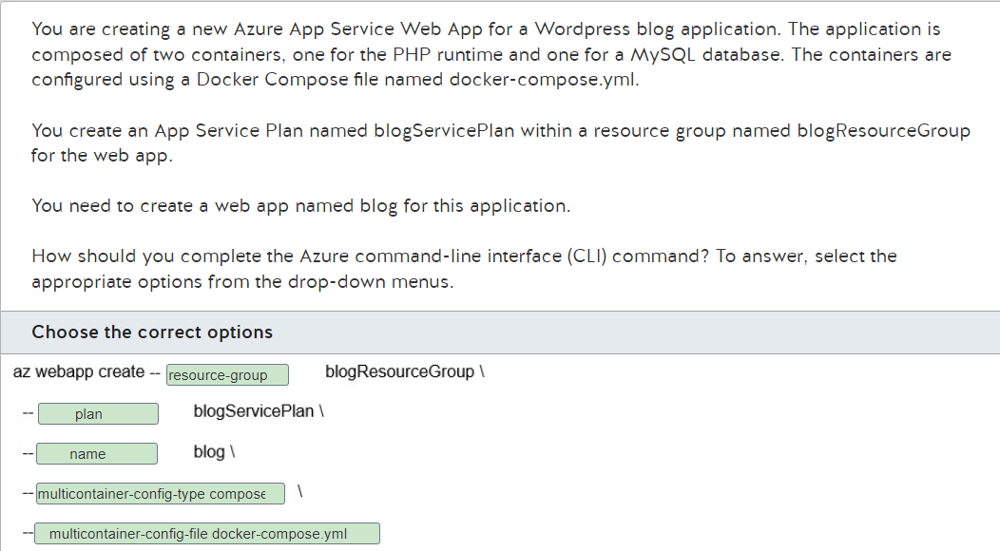 You are creating a new Azure App Service Web App for a Wordpress blog application. The application is
composed of two containers, one for the PHP runtime and one for a MySQL database. The containers are
configured using a Docker Compose file named docker-compose.yml.
You create an App Service Plan named blogServicePlan within a resource group named blogResourceGroup
for the web app.
You need to create a web app named blog for this application.
How should you complete the Azure command-line interface (CLI) command? To answer, select the
appropriate options from the drop-down menus.
Choose the correct options
az webapp create -- resource-group blogResourceGroup \
-- plan blogServicePlan \
-- name blog \
-- multicontainer-config-type compose \
-- multicontainer-config-file docker-compose.yml